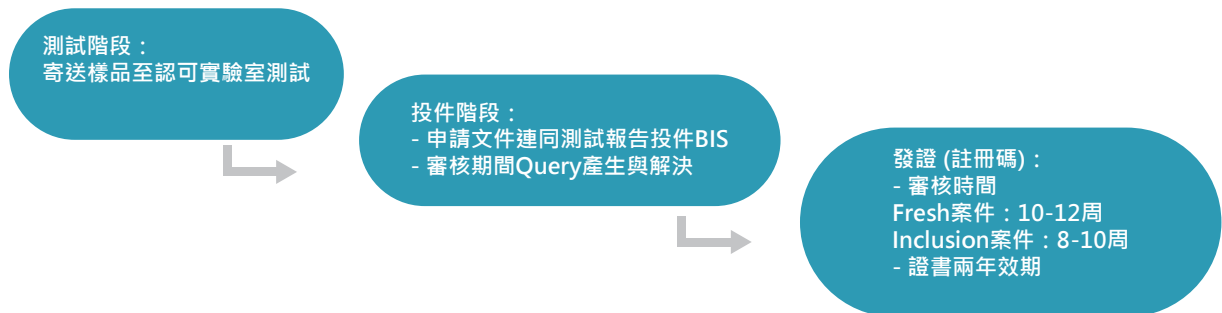 測試階段：
寄送樣品至認可實驗室測試
投件階段：
- 申請文件連同測試報告投件BIS
- 審核期間Query產生與解決
發證 (註冊碼)：
- 審核時間
Fresh案件：10-12周
Inclusion案件：8-10周
- 證書兩年效期